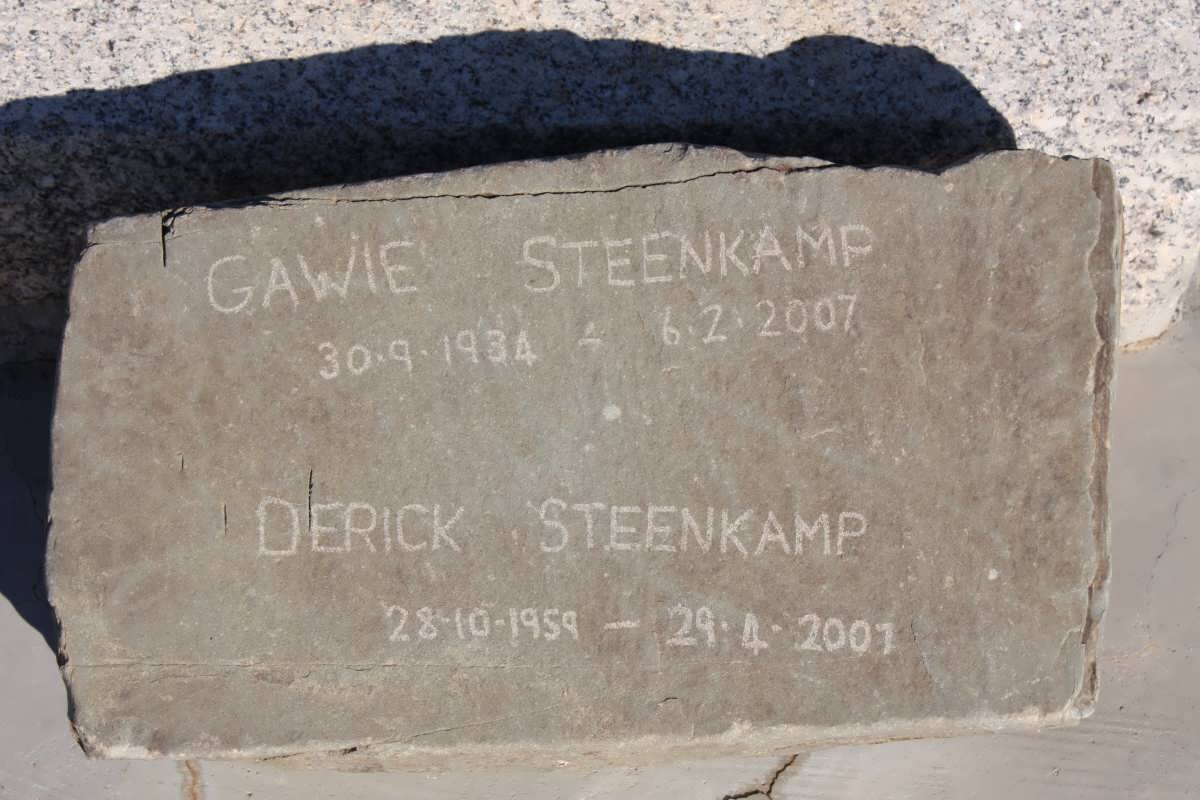 GAWIE STEENKAMP
30·9·1934 - 6·2·2007
DERICK STEENKAMP
28·10·1959 - 29·4·2007